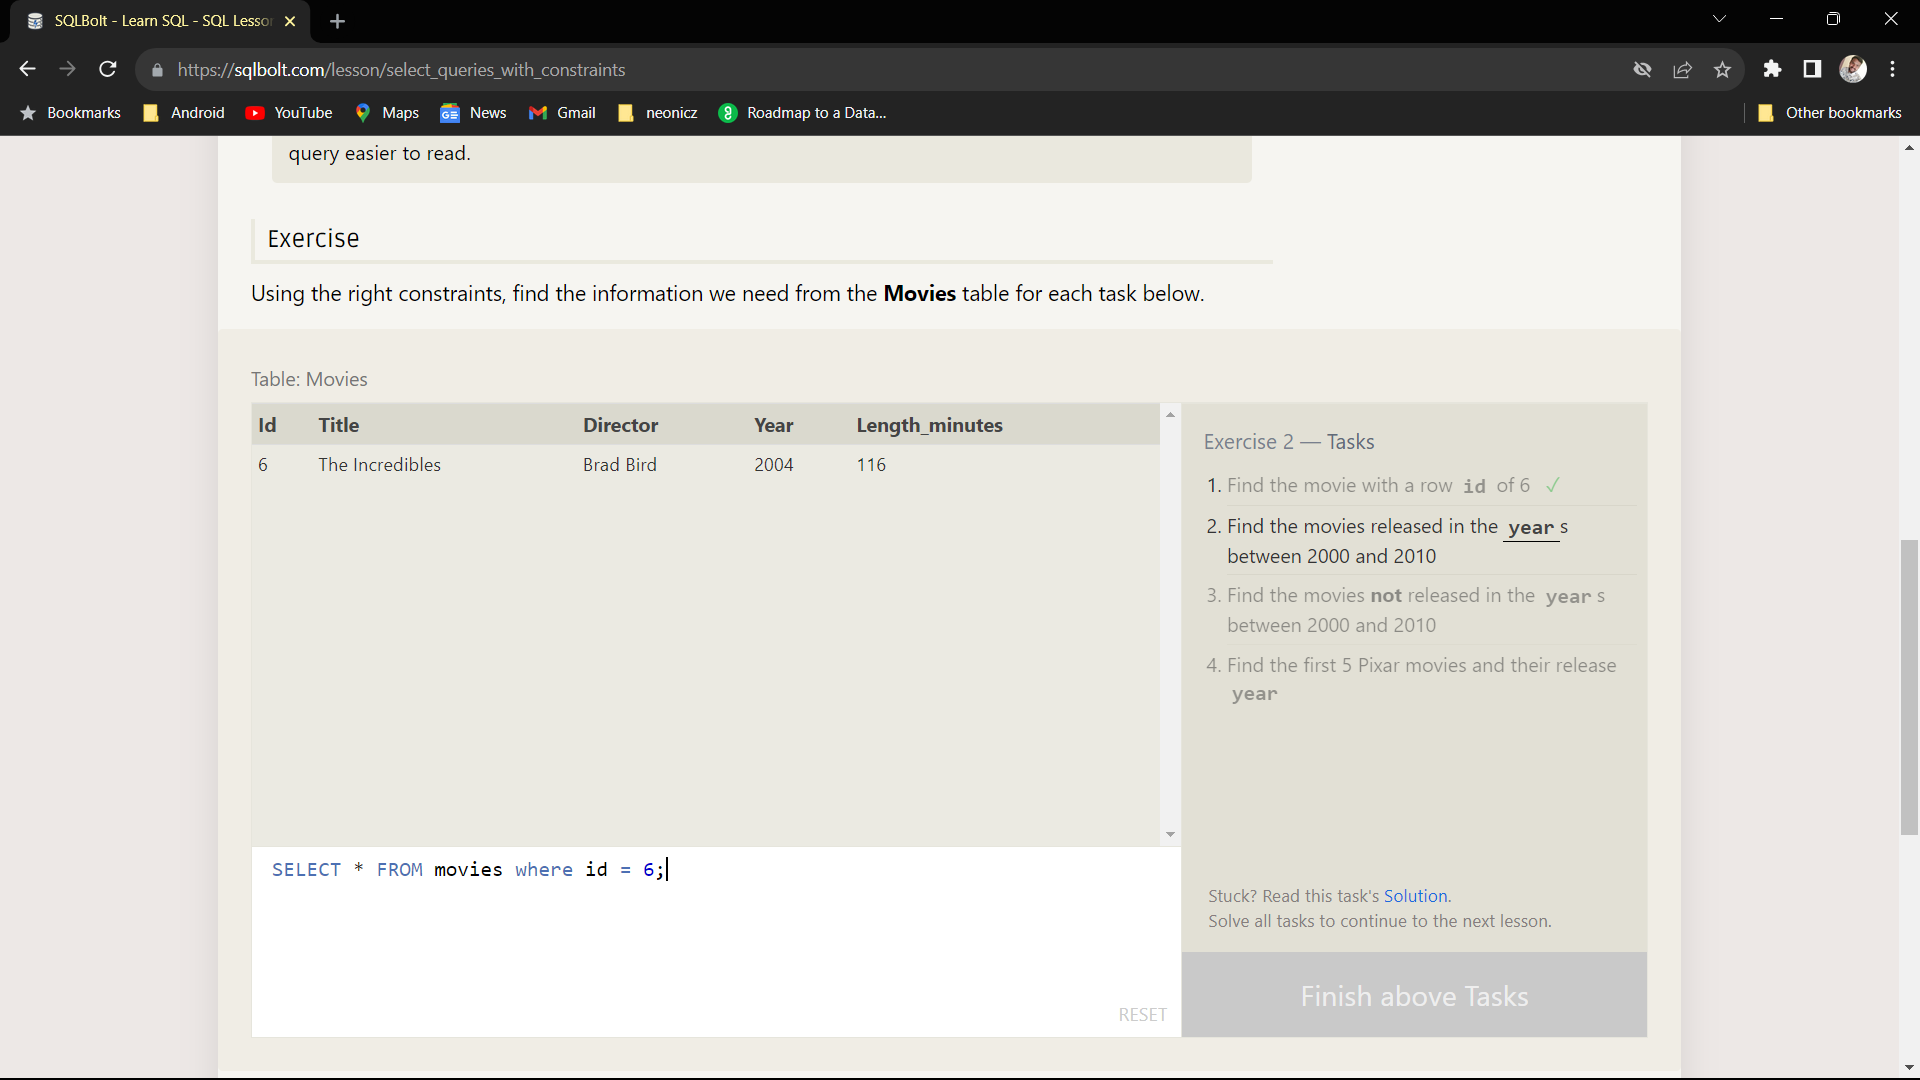 SQLBolt - Learn SQL - SQL Lesso
https://sqlbolt.com/lesson/select_queries_with_constraints
Bookmarks Android YouTube Maps News Gmail neonicz Roadmap to a Data... Other bookmarks
query easier to read.
Exercise
Using the right constraints, find the information we need from the Movies table for each task below.
Table: Movies
Id Title Director Year Length_minutes
6 The Incredibles Brad Bird 2004 116
SELECT * FROM movies where id = 6;
RESET
Exercise 2 — Tasks
1. Find the movie with a row id of 6 ✓
2. Find the movies released in the year s
between 2000 and 2010
3. Find the movies not released in the year s
between 2000 and 2010
4. Find the first 5 Pixar movies and their release
year
Stuck? Read this task's Solution.
Solve all tasks to continue to the next lesson.
Finish above Tasks